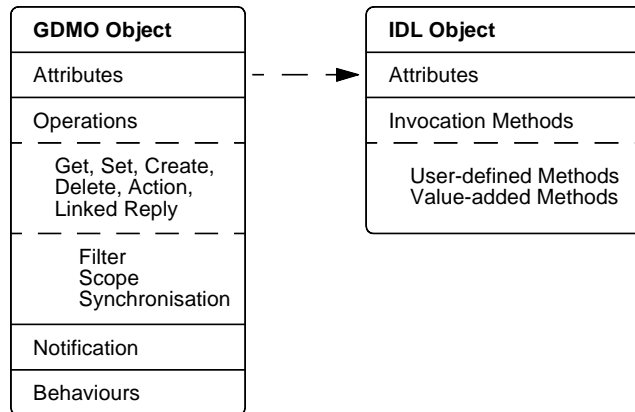 GDMO Object
Attributes
Operations
Get, Set, Create,
Delete, Action,
Linked Reply
Filter
Scope
Synchronisation
Notification
Behaviours
IDL Object
Attributes
Invocation Methods
User-defined Methods
Value-added Methods